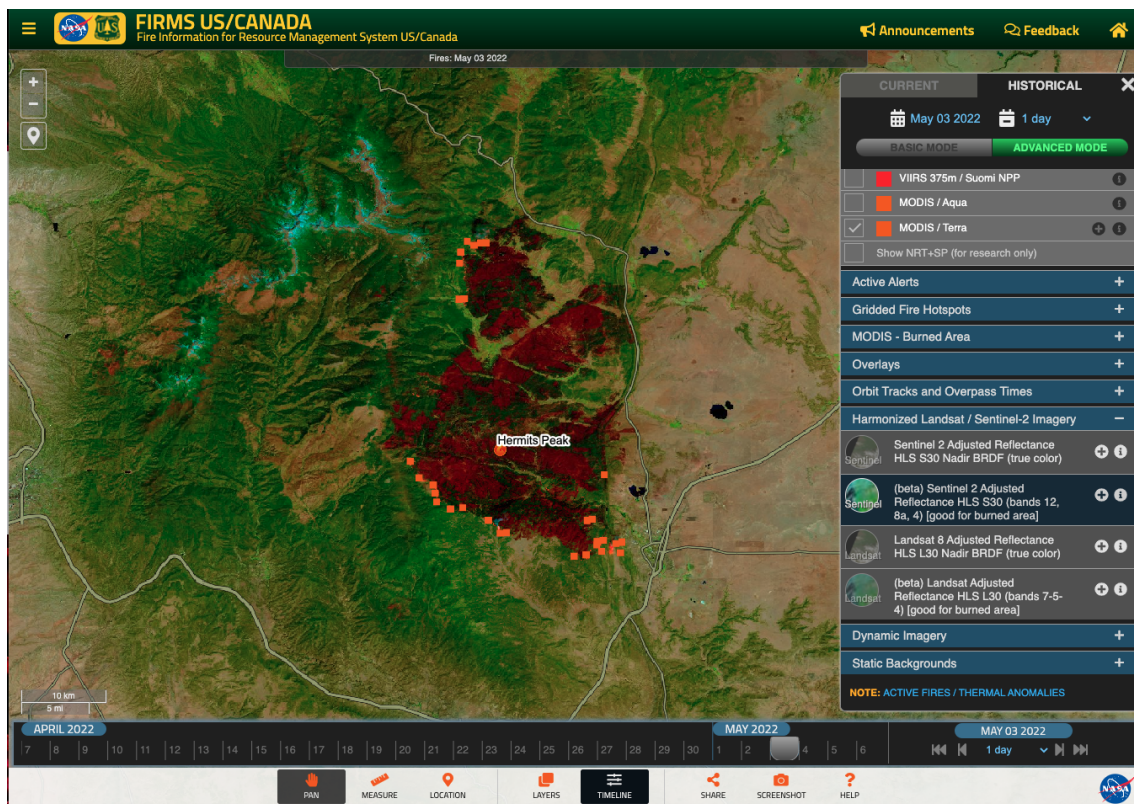 NASA
UAS
FIRMS US/CANADA
Fire Information for Resource Management System US/Canada
Announcements
Feedback
Fires: May 03 2022
+
−
CURRENT
HISTORICAL
May 03 2022
1 day
BASIC MODE
ADVANCED MODE
VIIRS 375m / Suomi NPP
MODIS / Aqua
MODIS / Terra
Show NRT+SP (for research only)
Active Alerts
Gridded Fire Hotspots
MODIS - Burned Area
Overlays
Orbit Tracks and Overpass Times
Harmonized Landsat / Sentinel-2 Imagery
Sentinel
Sentinel 2 Adjusted Reflectance
HLS S30 Nadir BRDF (true color)
Sentinel
(beta) Sentinel 2 Adjusted
Reflectance HLS S30 (bands 12,
8a, 4) [good for burned area]
Landsat
Landsat 8 Adjusted Reflectance
HLS L30 Nadir BRDF (true color)
Landsat
(beta) Landsat Adjusted
Reflectance HLS L30 (bands 7-5-
4) [good for burned area]
Dynamic Imagery
Static Backgrounds
NOTE: ACTIVE FIRES / THERMAL ANOMALIES
Hermits Peak
10 km
5 mi
APRIL 2022
MAY 2022
7 8 9 10 11 12 13 14 15 16 17 18 19 20 21 22 23 24 25 26 27 28 29 30 1 2 4 5 6
MAY 03 2022
1 day
PAN
MEASURE
LOCATION
LAYERS
TIMELINE
SHARE
SCREENSHOT
HELP
NASA